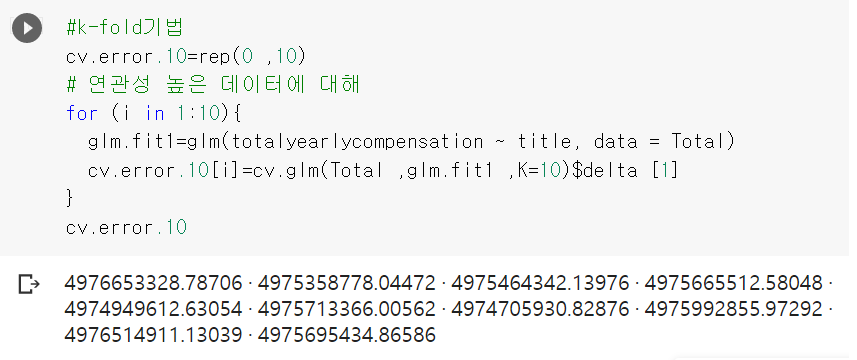 #k-fold기법
cv.error.10=rep(0 ,10)
# 연관성 높은 데이터에 대해
for (i in 1:10){
  glm.fit1=glm(totalyearlycompensation ~ title, data = Total)
  cv.error.10[i]=cv.glm(Total ,glm.fit1 ,K=10)$delta [1]
}
cv.error.10
4976653328.78706 · 4975358778.04472 · 4975464342.13976 · 4975665512.58048 ·
4974949612.63054 · 4975713366.00562 · 4974705930.82876 · 4975992855.97292 ·
4976514911.13039 · 4975695434.86586